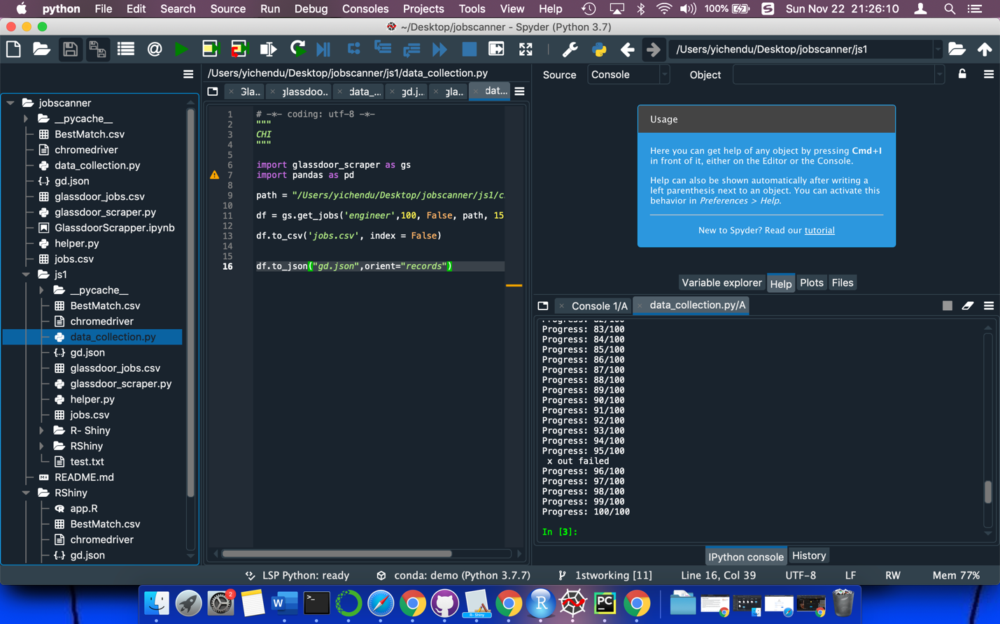 python File Edit Search Source Run Debug Consoles Projects Tools View Help 100% Sun Nov 22 21:26:10
~/Desktop/jobscanner - Spyder (Python 3.7)
/Users/yichendu/Desktop/jobscanner/js1
/Users/yichendu/Desktop/jobscanner/js1/data_collection.py
Source Console Object
jobscanner
__pycache__
BestMatch.csv
chromedriver
data_collection.py
gd.json
glassdoor_jobs.csv
glassdoor_scraper.py
GlassdoorScrapper.ipynb
helper.py
jobs.csv
js1
__pycache__
BestMatch.csv
chromedriver
data_collection.py
gd.json
glassdoor_jobs.csv
glassdoor_scraper.py
helper.py
jobs.csv
R- Shiny
RShiny
test.txt
README.md
RShiny
app.R
BestMatch.csv
chromedriver
gd.json
glassdoo.. data_... gd.j... gla.. dat...
1 # -*- coding: utf-8 -*-
2 """
3 CHI
4 """
5
6 import glassdoor_scraper as gs
7 import pandas as pd
8
9 path = "/Users/yichendu/Desktop/jobscanner/js1/c
10
11 df = gs.get_jobs('engineer',100, False, path, 15
12
13 df.to_csv('jobs.csv', index = False)
14
15
16 df.to_json("gd.json",orient="records")
Usage
Here you can get help of any object by pressing Cmd+I
in front of it, either on the Editor or the Console.
Help can also be shown automatically after writing a
left parenthesis next to an object. You can activate this
behavior in Preferences > Help.
New to Spyder? Read our tutorial
Variable explorer Help Plots Files
Console 1/A data_collection.py/A
Progress: 82/100
Progress: 83/100
Progress: 84/100
Progress: 85/100
Progress: 86/100
Progress: 87/100
Progress: 88/100
Progress: 89/100
Progress: 90/100
Progress: 91/100
Progress: 92/100
Progress: 93/100
Progress: 94/100
Progress: 95/100
x out failed
Progress: 96/100
Progress: 97/100
Progress: 98/100
Progress: 99/100
Progress: 100/100
In [3]:
IPython console History
LSP Python: ready conda: demo (Python 3.7.7) 1stworking [11] Line 16, Col 39 UTF-8 LF RW Mem 77%
2
W
R- Shiny
R
PC